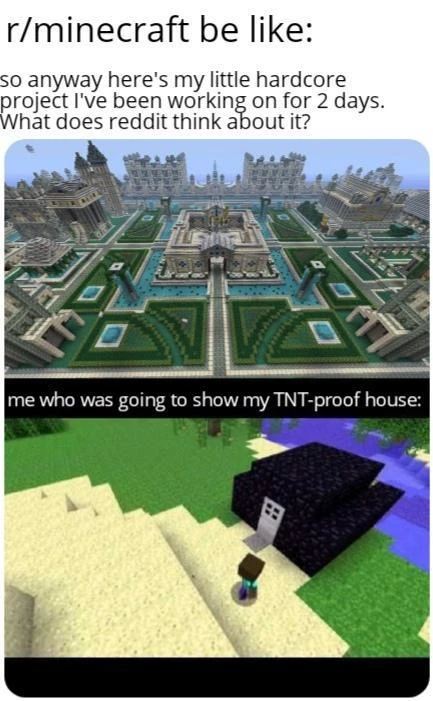 r/minecraft be like:
so anyway here's my little hardcore
project I've been working on for 2 days.
What does reddit think about it?
me who was going to show my TNT-proof house: